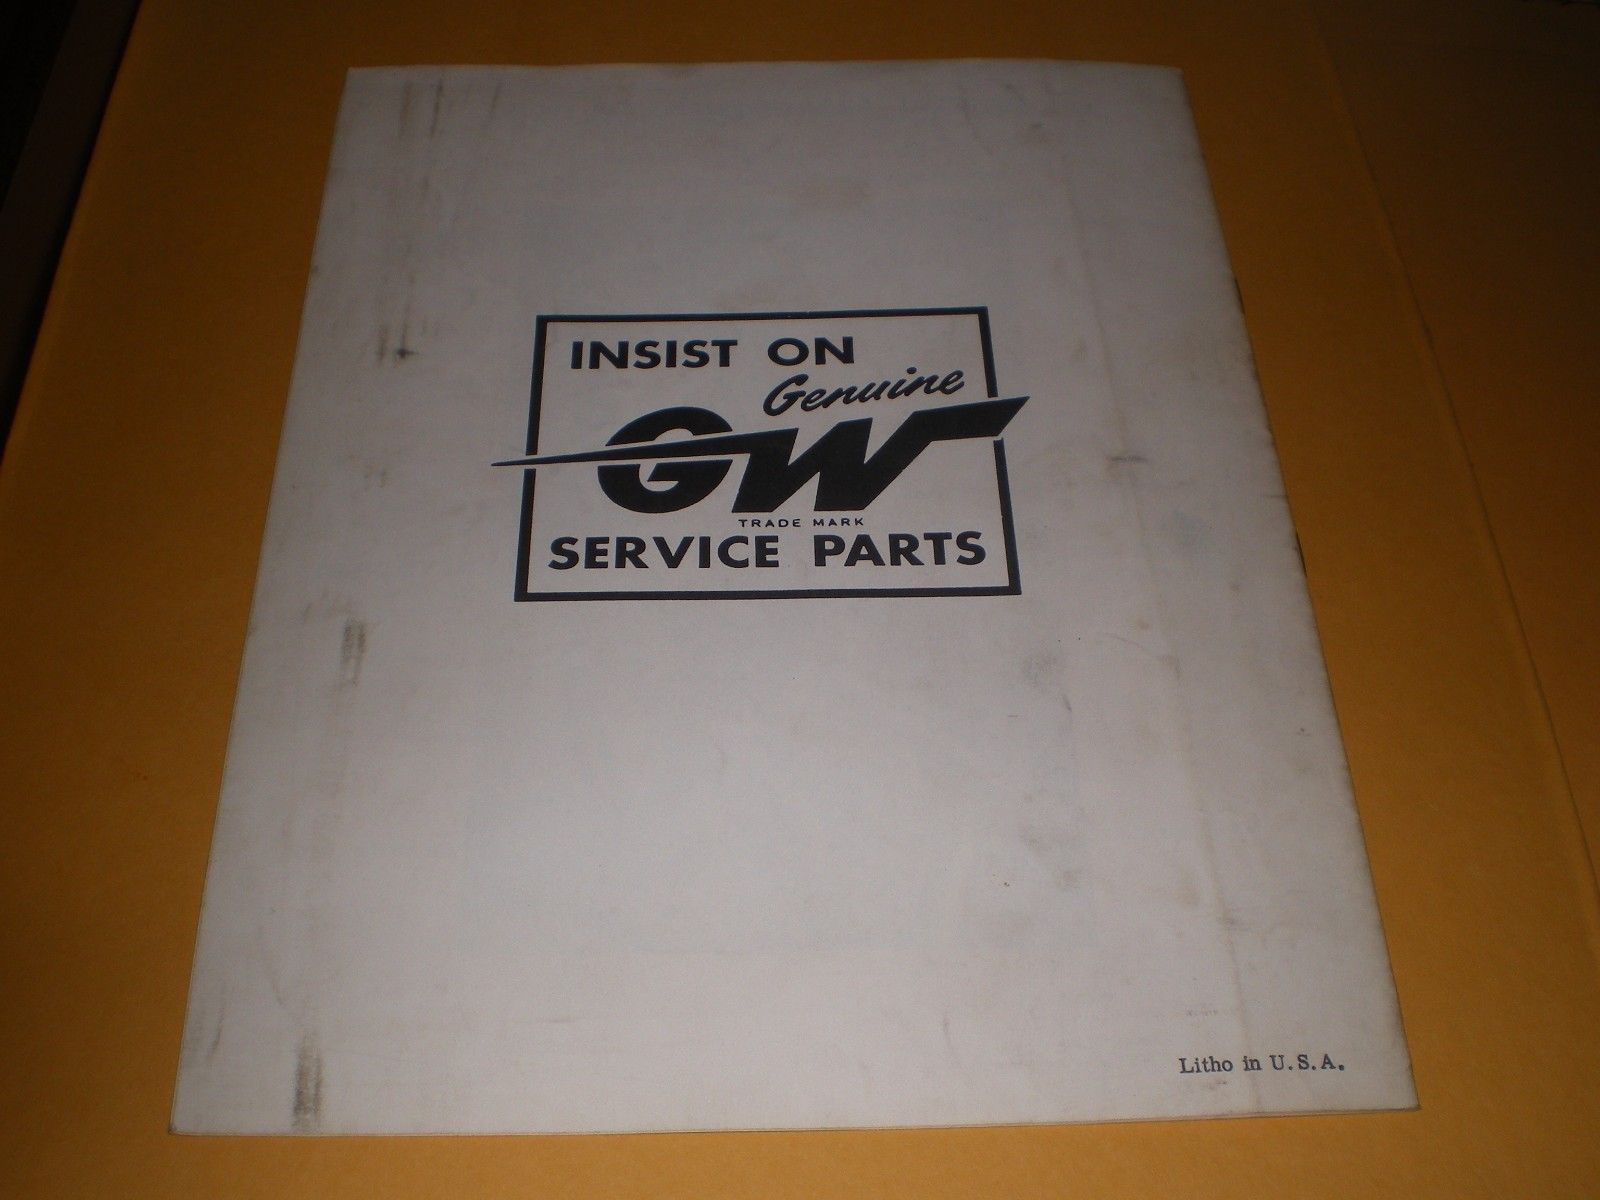 INSIST ON
Genuine
GW
TRADE MARK
SERVICE PARTS
Litho in U.S.A.